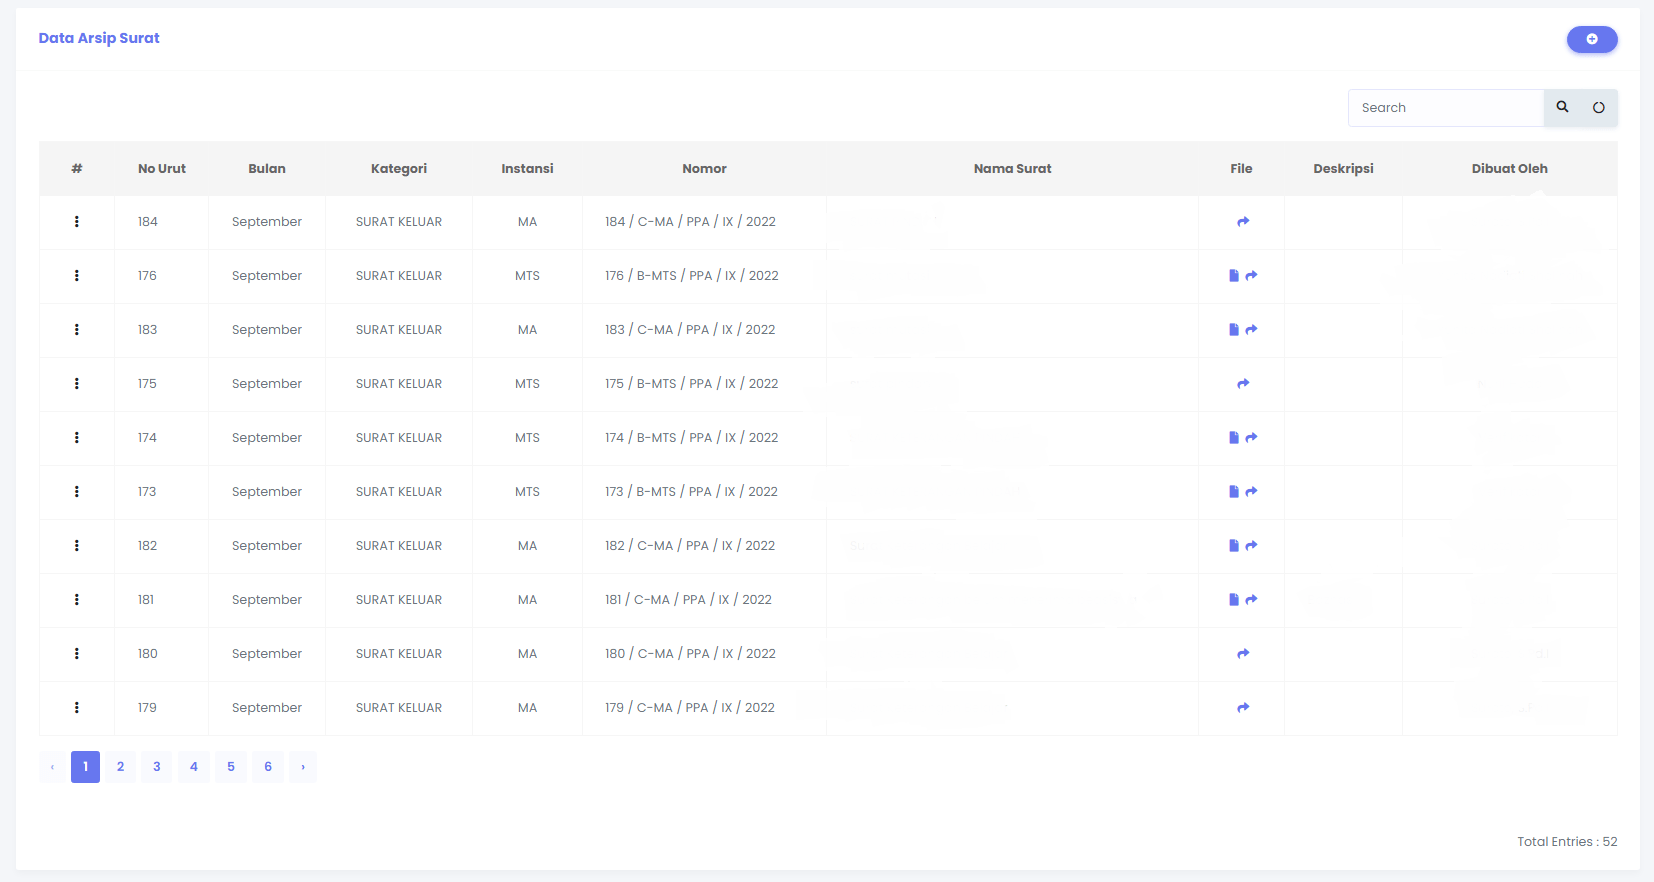 Data Arsip Surat
Search
# No Urut Bulan Kategori Instansi Nomor Nama Surat File Deskripsi Dibuat Oleh
184 September SURAT KELUAR MA 184 / C-MA / PPA / IX / 2022
176 September SURAT KELUAR MTS 176 / B-MTS / PPA / IX / 2022
183 September SURAT KELUAR MA 183 / C-MA / PPA / IX / 2022
175 September SURAT KELUAR MTS 175 / B-MTS / PPA / IX / 2022
174 September SURAT KELUAR MTS 174 / B-MTS / PPA / IX / 2022
173 September SURAT KELUAR MTS 173 / B-MTS / PPA / IX / 2022
182 September SURAT KELUAR MA 182 / C-MA / PPA / IX / 2022
181 September SURAT KELUAR MA 181 / C-MA / PPA / IX / 2022
180 September SURAT KELUAR MA 180 / C-MA / PPA / IX / 2022
179 September SURAT KELUAR MA 179 / C-MA / PPA / IX / 2022
‹ 1 2 3 4 5 6 ›
Total Entries : 52